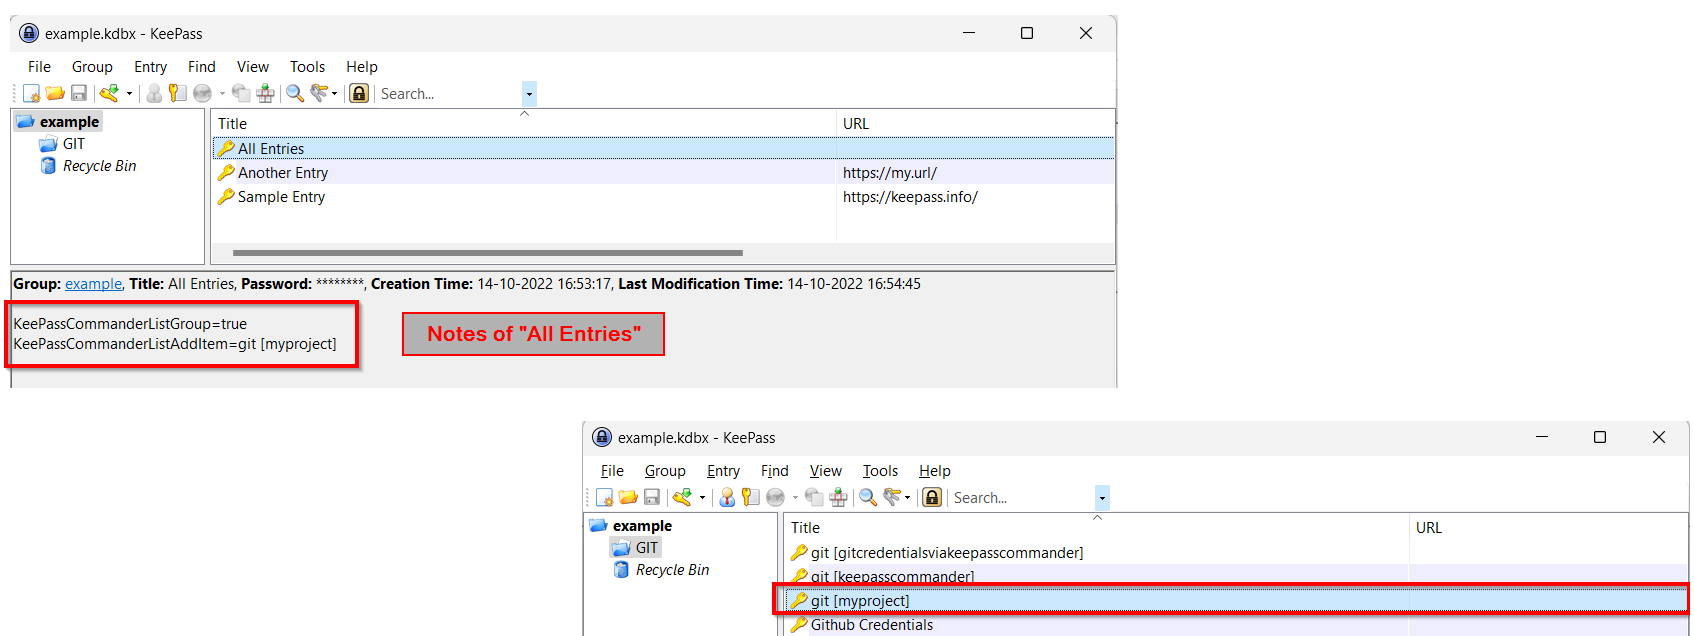 example.kdbx - KeePass
File Group Entry Find View Tools Help
Search...
example
GIT
Recycle Bin
Title URL
All Entries
Another Entry https://my.url/
Sample Entry https://keepass.info/
Group: example, Title: All Entries, Password: ********, Creation Time: 14-10-2022 16:53:17, Last Modification Time: 14-10-2022 16:54:45
KeePassCommanderListGroup=true
KeePassCommanderListAddItem=git [myproject]
Notes of "All Entries"
example.kdbx - KeePass
File Group Entry Find View Tools Help
Search...
example
GIT
Recycle Bin
Title URL
git [gitcredentialsviakeepasscommander]
git [keepasscommander]
git [myproject]
Github Credentials